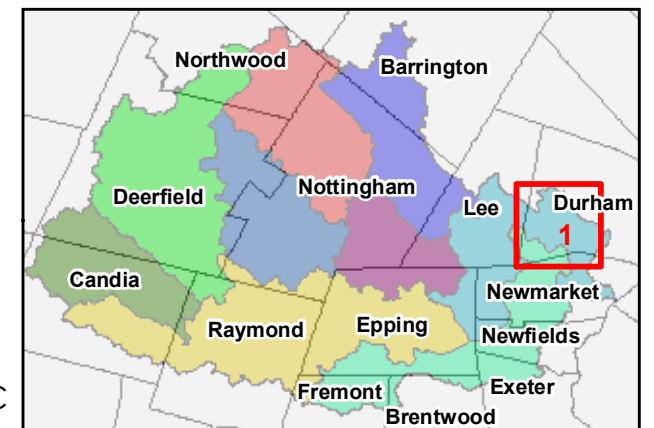 Northwood
Barrington
Nottingham
Deerfield
Lee
Durham
1
Candia
Newmarket
Raymond
Epping
Newfields
Fremont
Exeter
Brentwood
C